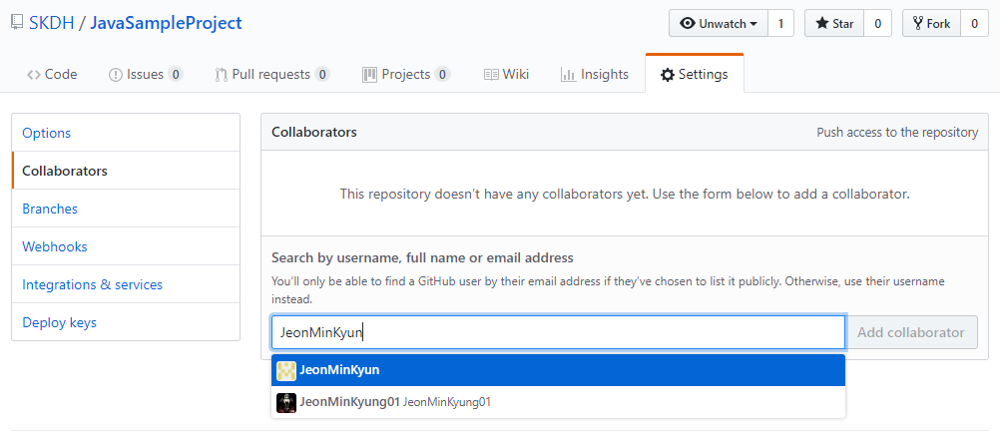 SKDH / JavaSampleProject
Unwatch 1
Star 0
Fork 0
Code
Issues 0
Pull requests 0
Projects 0
Wiki
Insights
Settings
Options
Collaborators
Branches
Webhooks
Integrations & services
Deploy keys
Collaborators
Push access to the repository
This repository doesn't have any collaborators yet. Use the form below to add a collaborator.
Search by username, full name or email address
You'll only be able to find a GitHub user by their email address if they've chosen to list it publicly. Otherwise, use their username
instead.
JeonMinKyun
Add collaborator
JeonMinKyun
JeonMinKyung01 JeonMinKyung01